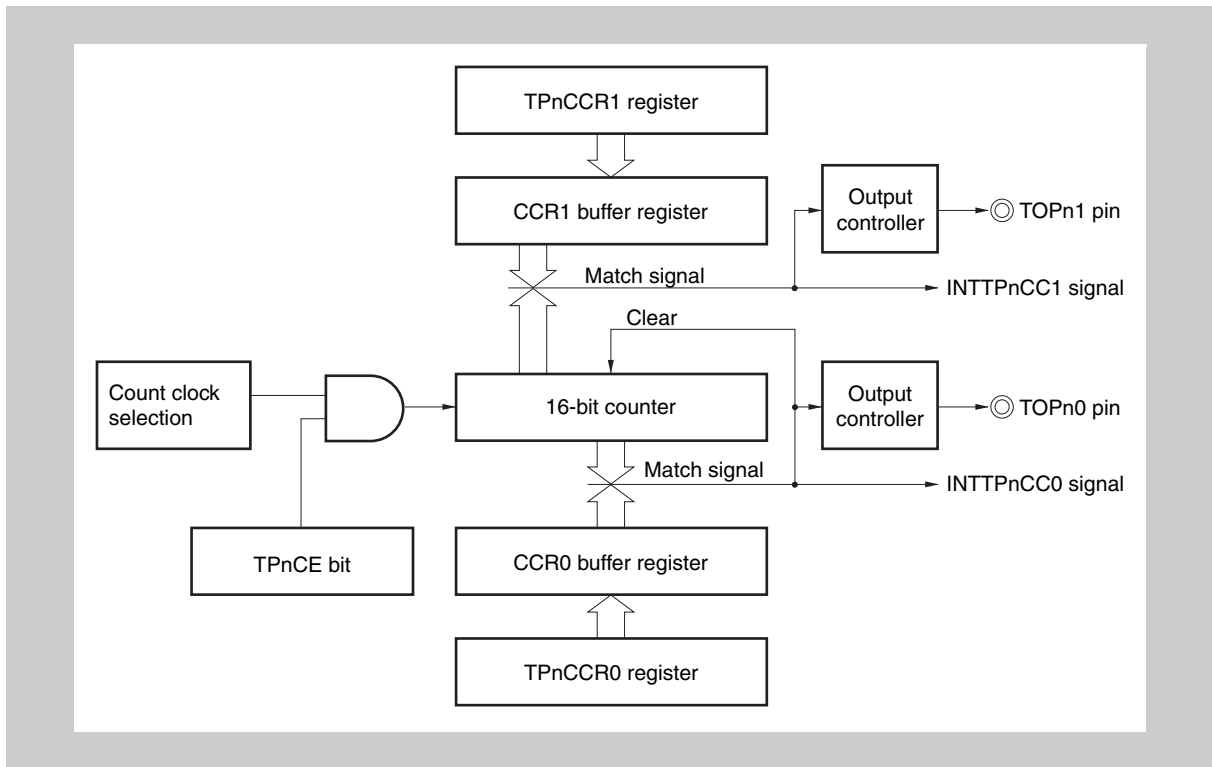 TPnCCR1 register
CCR1 buffer register
Output
controller
TOPn1 pin
Match signal
INTTPnCC1 signal
Clear
Count clock
selection
16-bit counter
Output
controller
TOPn0 pin
Match signal
INTTPnCC0 signal
TPnCE bit
CCR0 buffer register
TPnCCR0 register